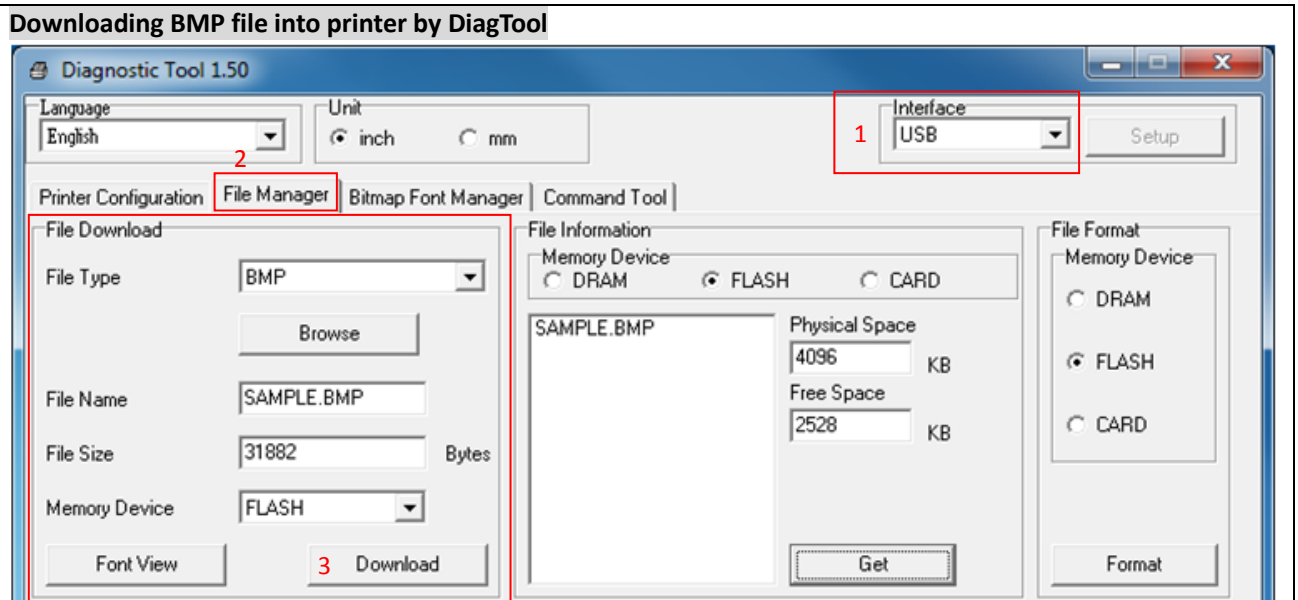 Downloading BMP file into printer by DiagTool
Diagnostic Tool 1.50
Language
English
Unit
inch
mm
1
Interface
USB
Setup
2
Printer Configuration
File Manager
Bitmap Font Manager
Command Tool
File Download
File Type
BMP
Browse
File Name
SAMPLE.BMP
File Size
31882
Bytes
Memory Device
FLASH
Font View
3
Download
File Information
Memory Device
DRAM
FLASH
CARD
SAMPLE.BMP
Physical Space
4096
KB
Free Space
2528
KB
Get
File Format
Memory Device
DRAM
FLASH
CARD
Format